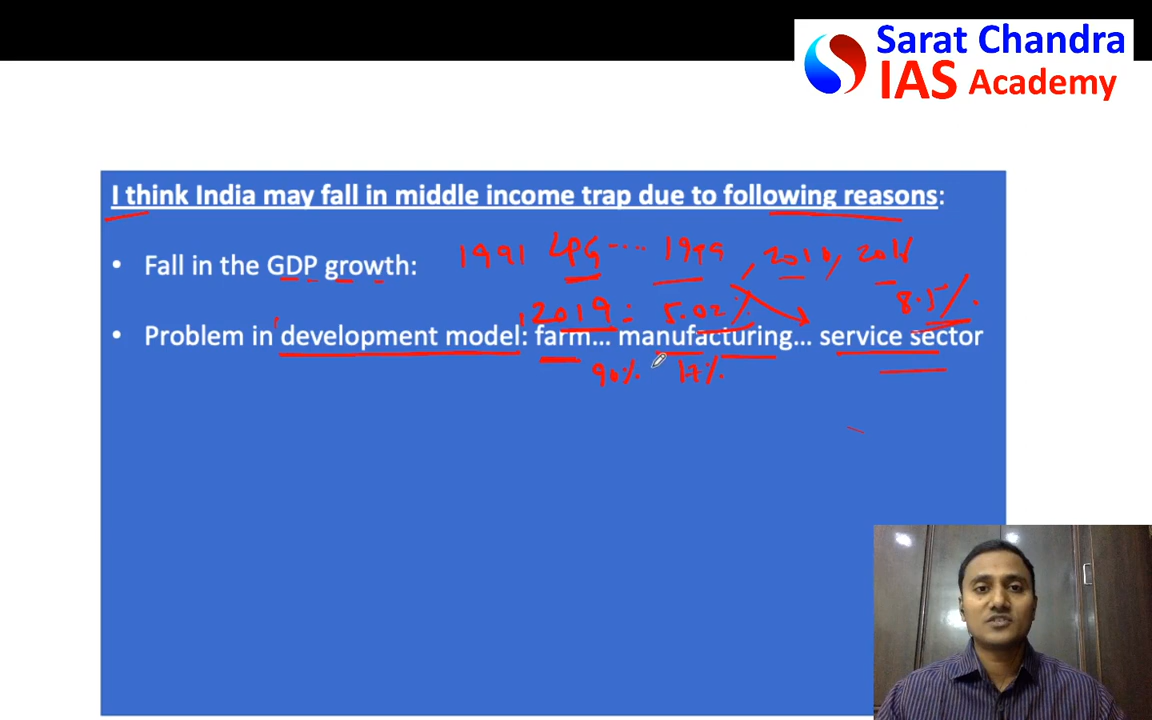 Sarat Chandra
IAS Academy
I think India may fall in middle income trap due to following reasons:
• Fall in the GDP growth: 1991 LPG .... 1999, 2010, 2016
8.5%.
, 2019 = 5.02%
• Problem in 'development model: farm... manufacturing... service sector
90% 17%.